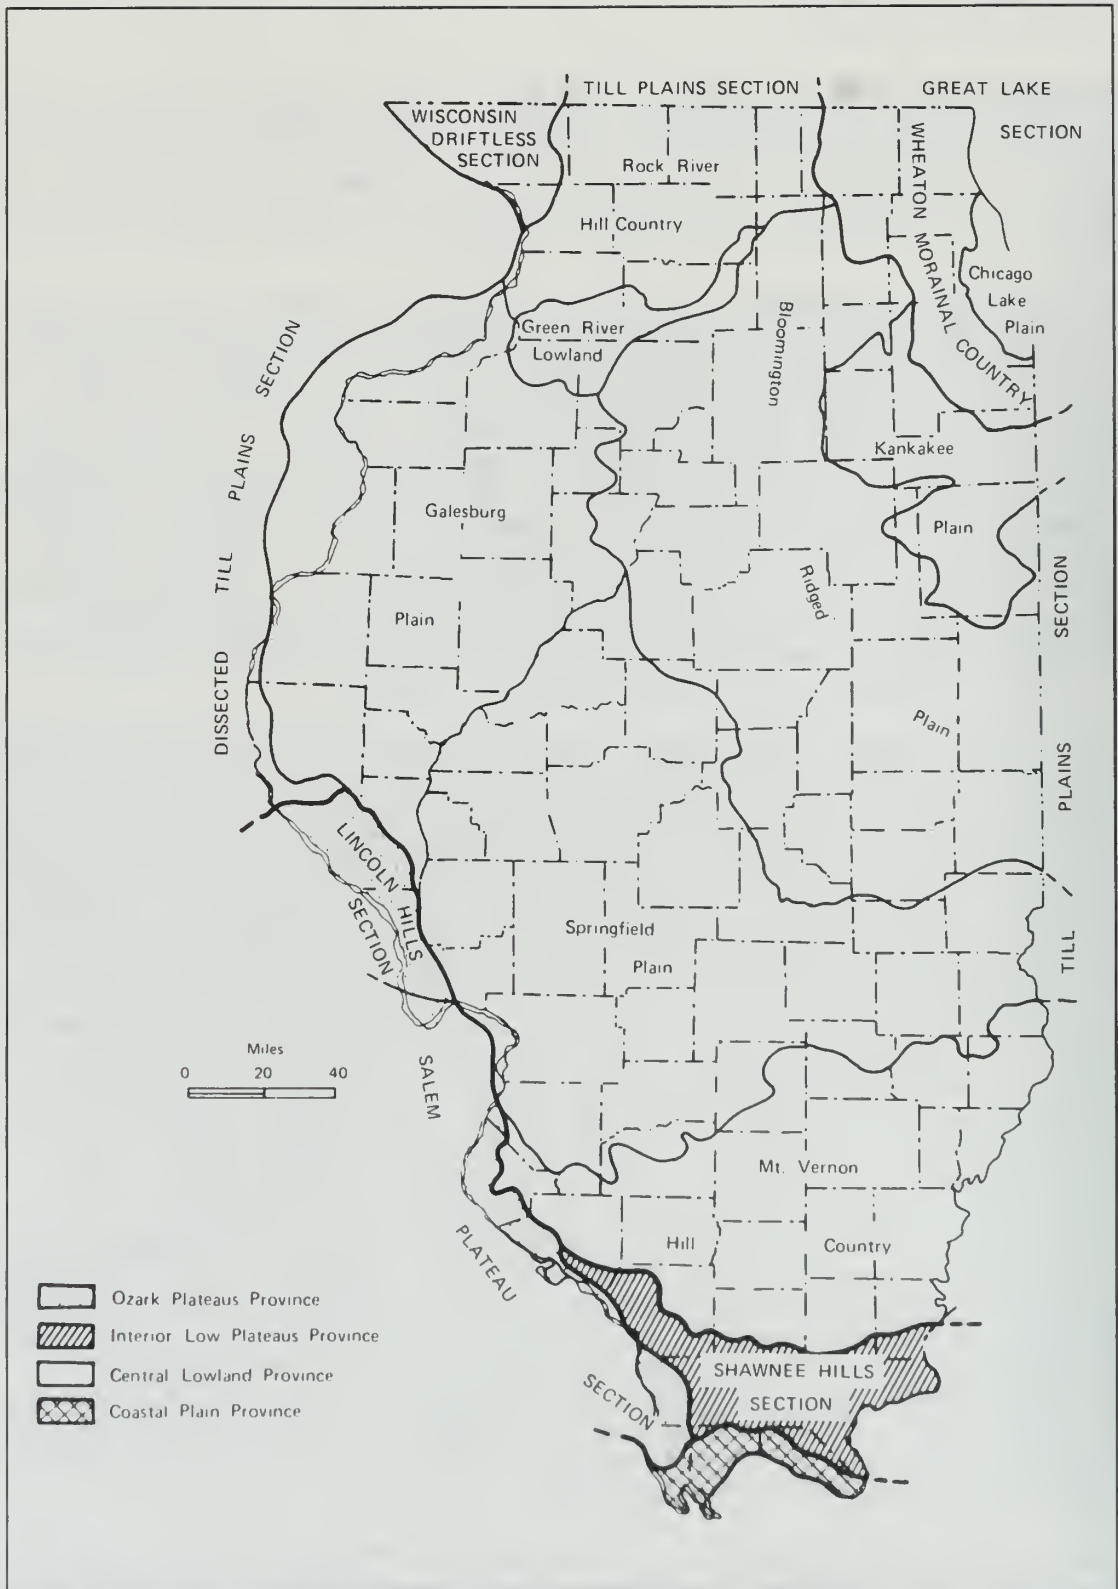 TILL PLAINS SECTION
GREAT LAKE
SECTION
WISCONSIN
DRIFTLESS
SECTION
Rock River
Hill Country
WHEATON MORAINAL COUNTRY
Chicago
Lake
Plain
Green River
Lowland
Bloomington
Ridged
Plain
Kankakee
Plain
Galesburg
Plain
DISSECTED TILL PLAINS SECTION
TILL PLAINS SECTION
LINCOLN HILLS
SECTION
Springfield
Plain
Miles
0 20 40
SALEM
PLATEAU
SECTION
Mt. Vernon
Hill Country
SHAWNEE HILLS
SECTION
Ozark Plateaus Province
Interior Low Plateaus Province
Central Lowland Province
Coastal Plain Province